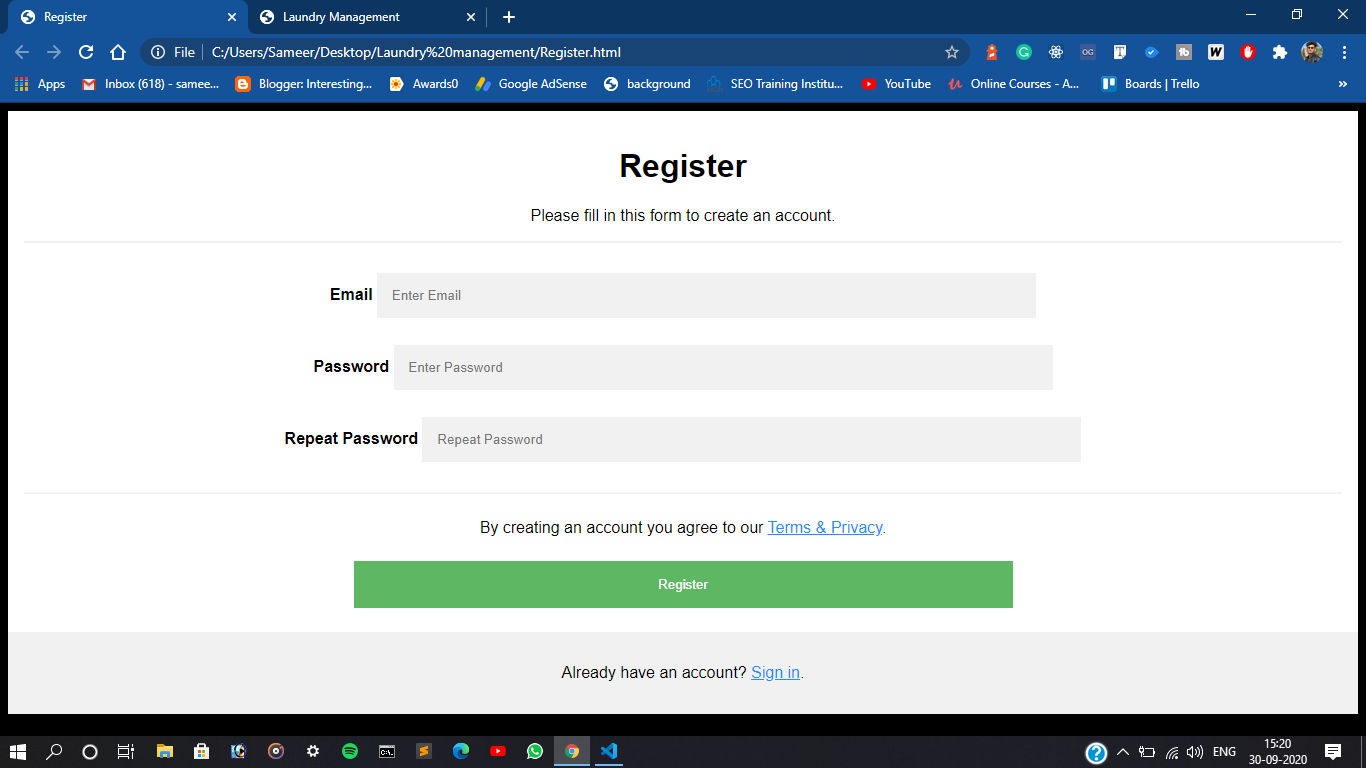 Register
Laundry Management
File
C:/Users/Sameer/Desktop/Laundry%20management/Register.html
Apps
Inbox (618) - samee...
Blogger: Interesting...
Awards0
Google AdSense
background
SEO Training Institu...
YouTube
Online Courses - A...
Boards | Trello
Register
Please fill in this form to create an account.
Email Enter Email
Password Enter Password
Repeat Password Repeat Password
By creating an account you agree to our Terms & Privacy.
Register
Already have an account? Sign in.
ENG
15:20
30-09-2020